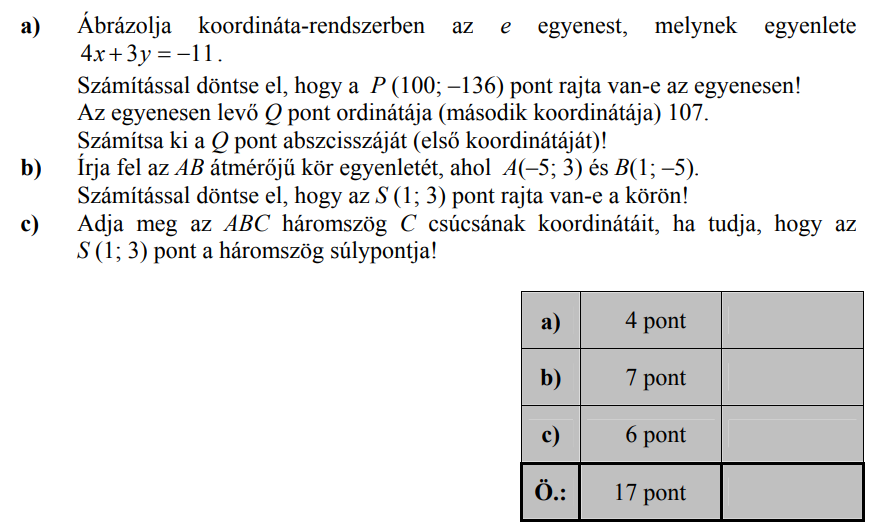 a) Ábrázolja koordináta-rendszerben az e egyenest, melynek egyenlete
4x+3y = −11.
Számítással döntse el, hogy a P (100; –136) pont rajta van-e az egyenesen!
Az egyenesen levő Q pont ordinátája (második koordinátája) 107.
Számítsa ki a Q pont abszcisszáját (első koordinátáját)!
b) Írja fel az AB átmérőjű kör egyenletét, ahol A(–5; 3) és B(1; –5).
Számítással döntse el, hogy az S (1; 3) pont rajta van-e a körön!
c) Adja meg az ABC háromszög C csúcsának koordinátáit, ha tudja, hogy az
S (1; 3) pont a háromszög súlypontja!
a) 4 pont
b) 7 pont
c) 6 pont
Ö.: 17 pont